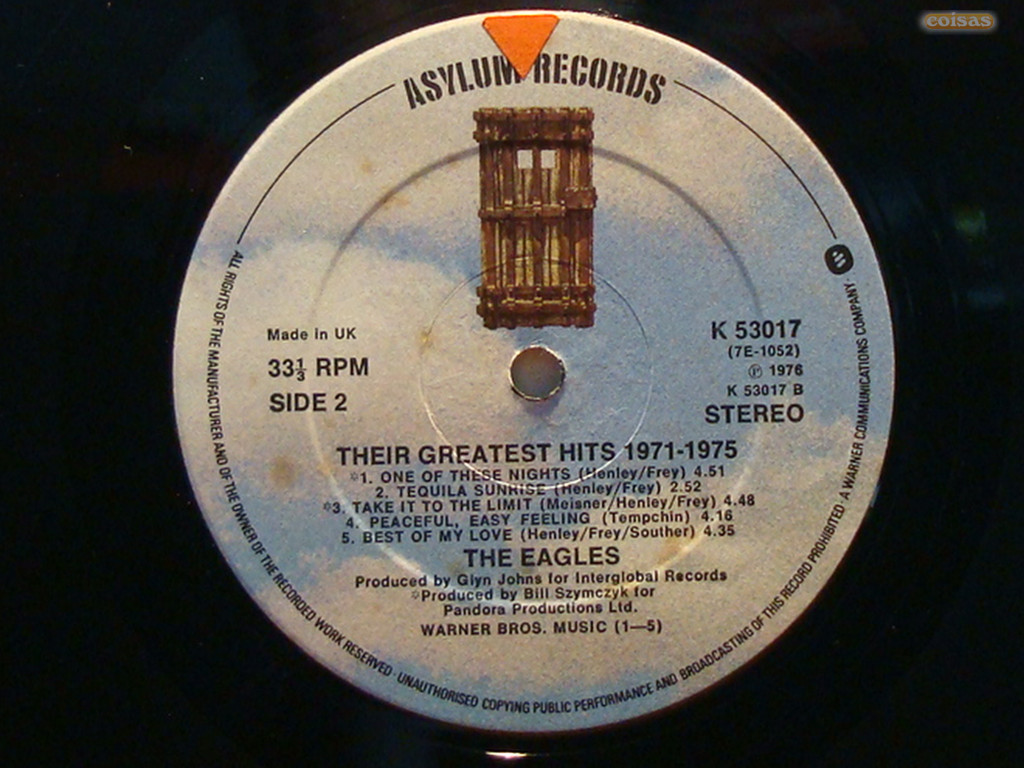 coisas
ASYLUM RECORDS
Made in UK
33⅓ RPM
SIDE 2
K 53017
(7E-1052)
℗ 1976
K 53017 B
STEREO
THEIR GREATEST HITS 1971-1975
*1. ONE OF THESE NIGHTS (Henley/Frey) 4.51
2. TEQUILA SUNRISE (Henley/Frey) 2.52
*3. TAKE IT TO THE LIMIT (Meisner/Henley/Frey) 4.48
4. PEACEFUL, EASY FEELING (Tempchin) 4.16
5. BEST OF MY LOVE (Henley/Frey/Souther) 4.35
THE EAGLES
Produced by Glyn Johns for Interglobal Records
*Produced by Bill Szymczyk for
Pandora Productions Ltd.
WARNER BROS. MUSIC (1—5)
ALL RIGHTS OF THE MANUFACTURER AND OF THE OWNER OF THE RECORDED WORK RESERVED · UNAUTHORISED COPYING PUBLIC PERFORMANCE AND BROADCASTING OF THIS RECORD PROHIBITED · A WARNER COMMUNICATIONS COMPANY ·